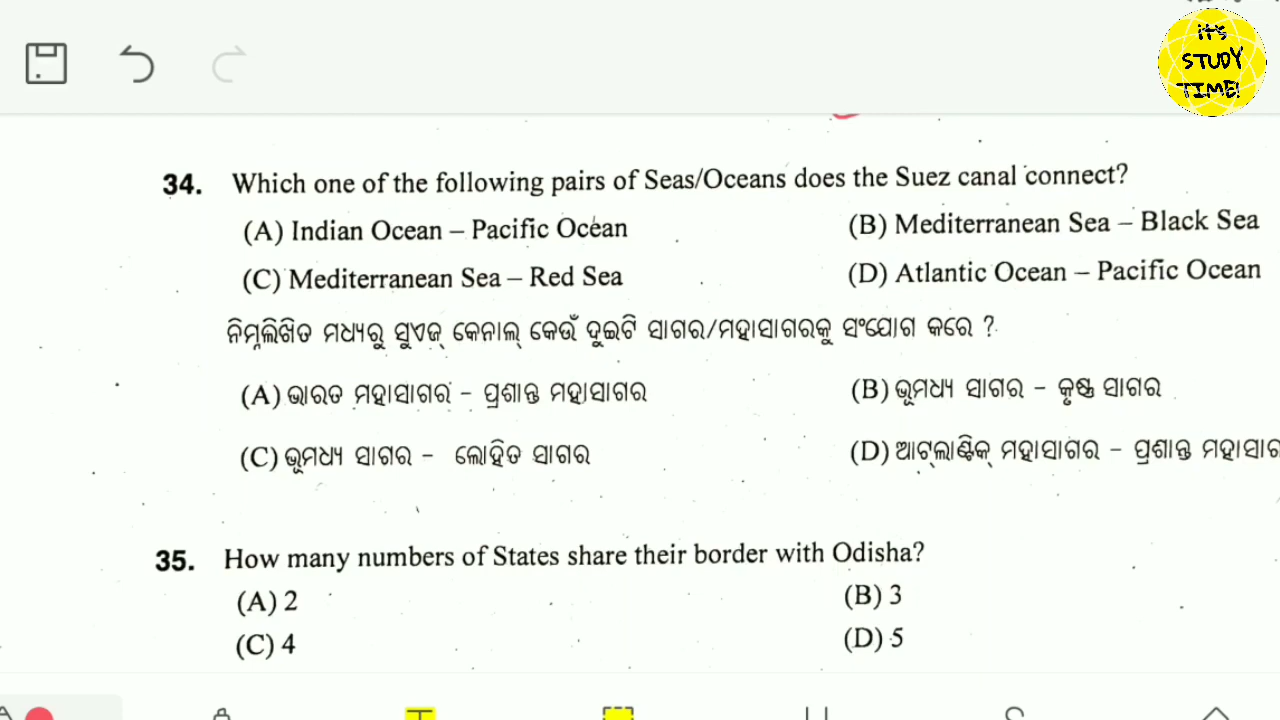 it's
STUDY
TIME!
34. Which one of the following pairs of Seas/Oceans does the Suez canal connect?
(A) Indian Ocean – Pacific Ocean (B) Mediterranean Sea – Black Sea
(C) Mediterranean Sea – Red Sea (D) Atlantic Ocean – Pacific Ocean
ନିମ୍ନଲିଖିତ ମଧ୍ୟରୁ ସୁଏଜ୍ କେନାଲ୍ କେଉଁ ଦୁଇଟି ସାଗର/ମହାସାଗରକୁ ସଂଯୋଗ କରେ ?
(A) ଭାରତ ମହାସାଗର – ପ୍ରଶାନ୍ତ ମହାସାଗର (B) ଭୂମଧ୍ୟ ସାଗର – କୃଷ୍ଣ ସାଗର
(C) ଭୂମଧ୍ୟ ସାଗର – ଲୋହିତ ସାଗର (D) ଆଟ୍‌ଲାଣ୍ଟିକ୍ ମହାସାଗର – ପ୍ରଶାନ୍ତ
35. How many numbers of States share their border with Odisha?
(A) 2 (B) 3
(C) 4 (D) 5